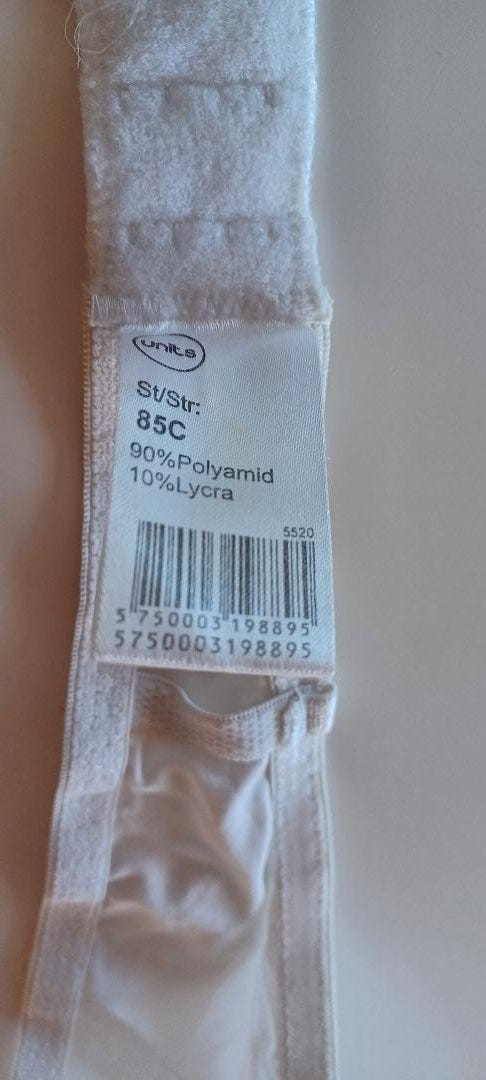 units
St/Str:
85C
90%Polyamid
10%Lycra
5520
5 750003 198895
5750003198895